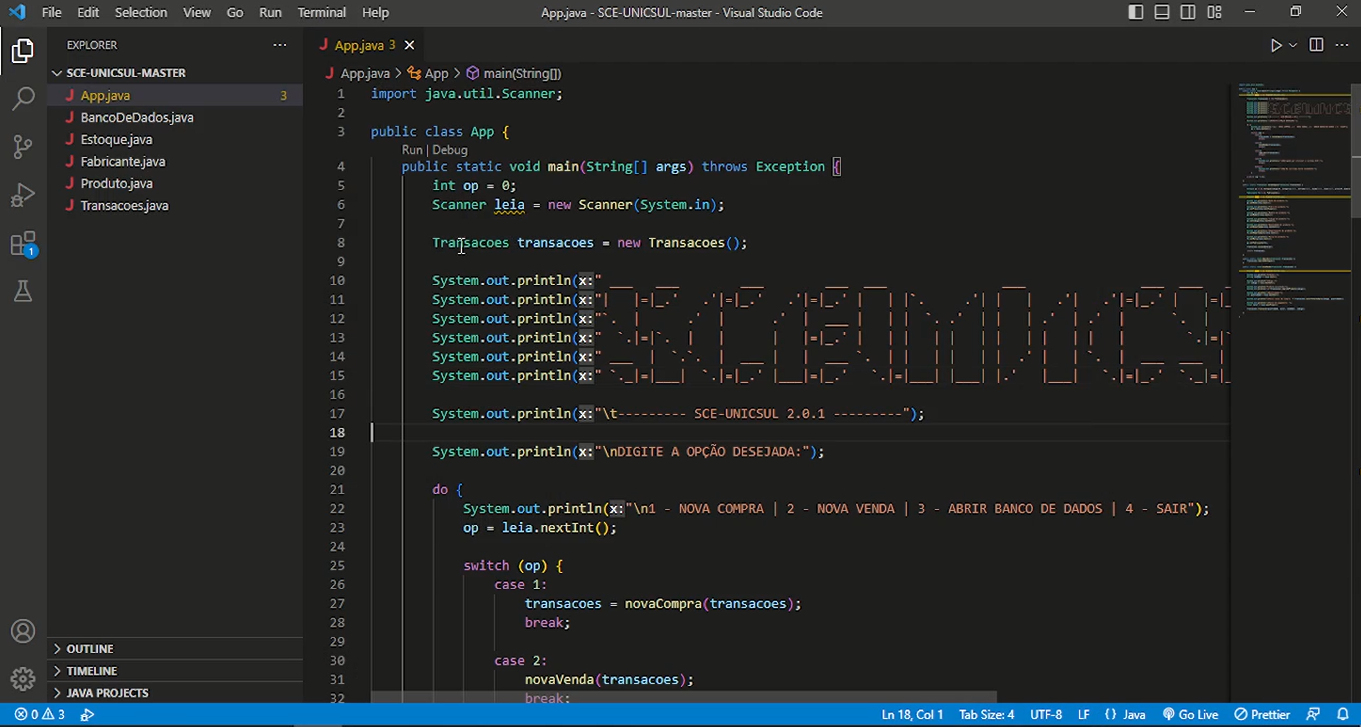 File Edit Selection View Go Run Terminal Help App.java - SCE-UNICSUL-master - Visual Studio Code
EXPLORER ···
SCE-UNICSUL-MASTER
J App.java 3
J BancoDeDados.java
J Estoque.java
J Fabricante.java
J Produto.java
J Transacoes.java
OUTLINE
TIMELINE
JAVA PROJECTS
1
J App.java 3
J App.java > App > main(String[])
1 import java.util.Scanner;
2
3 public class App {
Run | Debug
4 public static void main(String[] args) throws Exception {
5 int op = 0;
6 Scanner leia = new Scanner(System.in);
7
8 Transacoes transacoes = new Transacoes();
9
10 System.out.println(x:"
11 System.out.println(x:"
12 System.out.println(x:"
13 System.out.println(x:"
14 System.out.println(x:"
15 System.out.println(x:"
16
17 System.out.println(x:"\t--------- SCE-UNICSUL 2.0.1 ---------");
18
19 System.out.println(x:"\nDIGITE A OPÇÃO DESEJADA:");
20
21 do {
22 System.out.println(x:"\n1 - NOVA COMPRA | 2 - NOVA VENDA | 3 - ABRIR BANCO DE DADOS | 4 - SAIR");
23 op = leia.nextInt();
24
25 switch (op) {
26 case 1:
27 transacoes = novaCompra(transacoes);
28 break;
29
30 case 2:
31 novaVenda(transacoes);
32 break;
0 3 Ln 18, Col 1 Tab Size: 4 UTF-8 LF {} Java Go Live Prettier